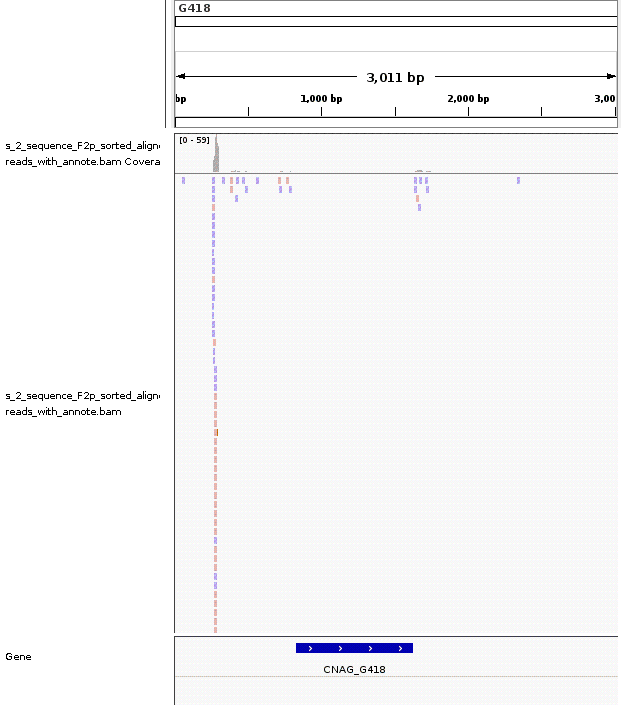 G418
3,011 bp
bp 1,000 bp 2,000 bp 3,00
s_2_sequence_F2p_sorted_aligne
reads_with_annote.bam Covera
[0 - 59]
s_2_sequence_F2p_sorted_aligne
reads_with_annote.bam
Gene
CNAG_G418